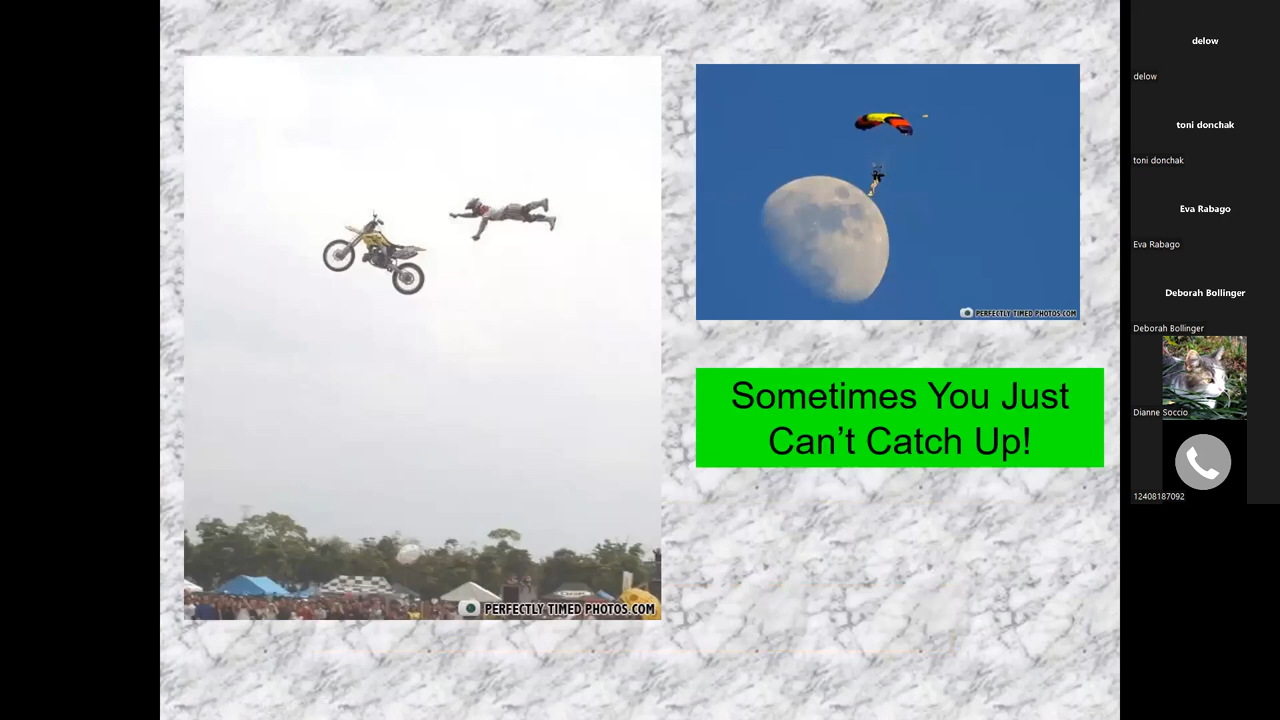 PERFECTLY TIMED PHOTOS.COM
PERFECTLY TIMED PHOTOS.COM
Sometimes You Just
Can’t Catch Up!
delow
delow
toni donchak
toni donchak
Eva Rabago
Eva Rabago
Deborah Bollinger
Deborah Bollinger
Dianne Soccio
12408187092